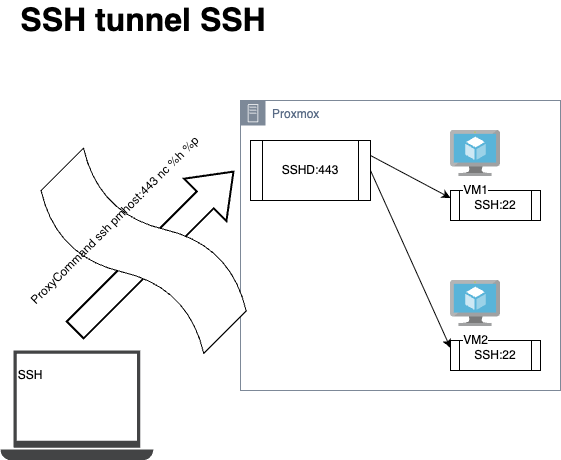 SSH tunnel SSH
Proxmox
ProxyCommand ssh pmhost:443 nc %h %p
SSHD:443
VM1
SSH:22
VM2
SSH:22
SSH